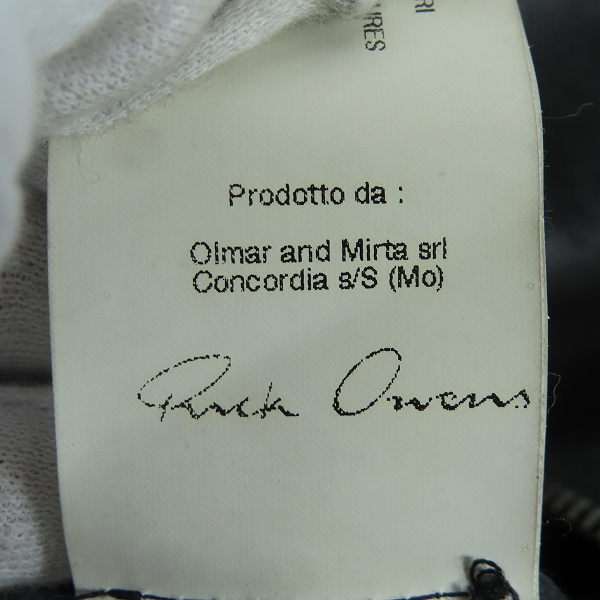 Prodotto da :
Olmar and Mirta srl
Concordia s/S (Mo)
Rick Owens